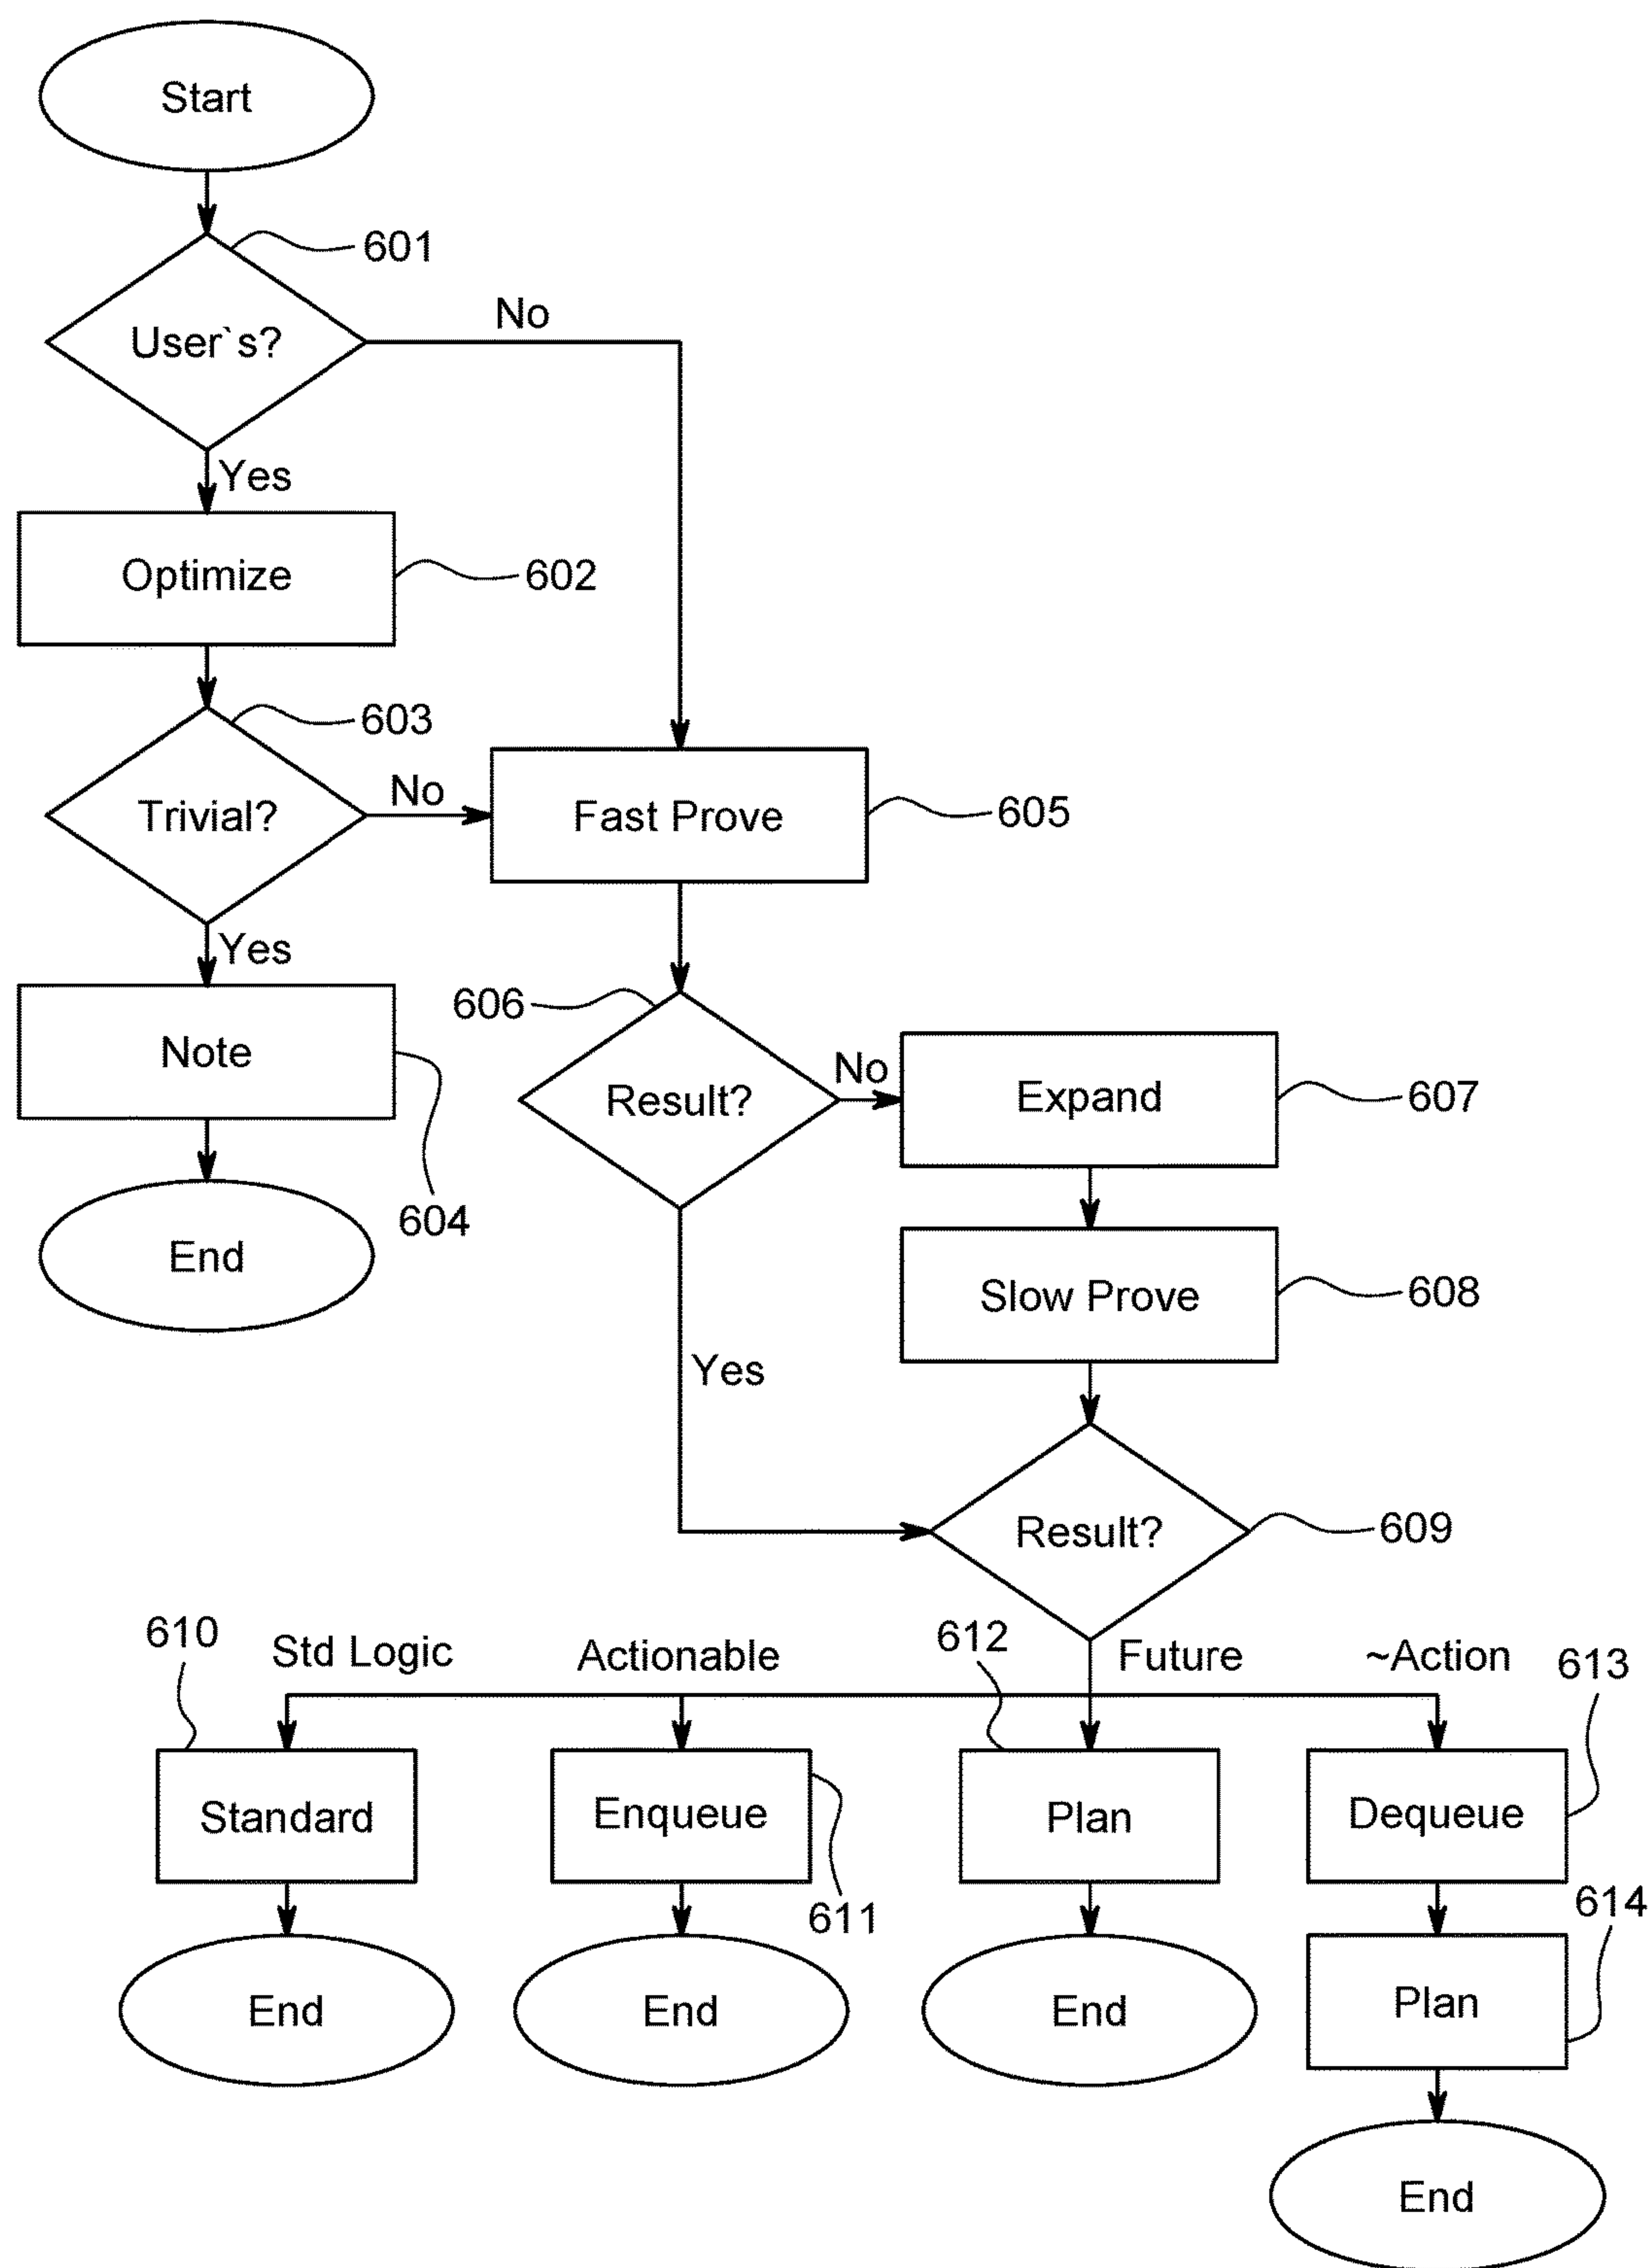 Start
601
User`s?
No
Yes
Optimize
602
603
Trivial?
No
Fast Prove
605
Yes
606
Note
Result?
No
Expand
607
604
End
Slow Prove
608
Yes
Result?
609
610
Std Logic
Actionable
612
Future
~Action
613
Standard
Enqueue
Plan
Dequeue
611
614
End
End
End
Plan
End